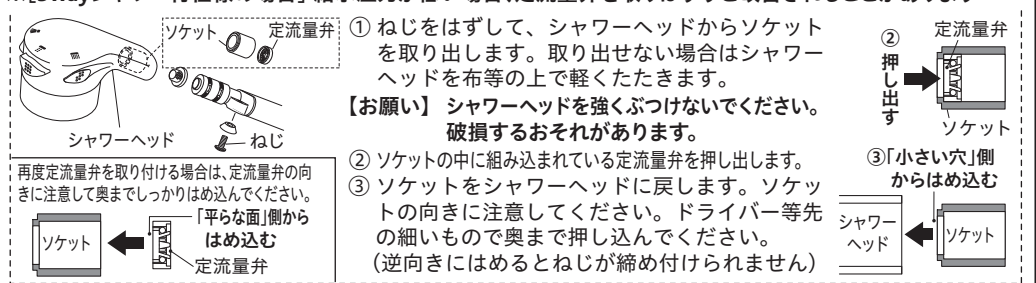 ソケット
定流量弁
シャワーヘッド
ねじ
再度定流量弁を取り付ける場合は、定流量弁の向
きに注意して奥までしっかりはめ込んでください。
「平らな面」側から
はめ込む
ソケット
定流量弁
① ねじをはずして、シャワーヘッドからソケット
を取り出します。取り出せない場合はシャワー
ヘッドを布等の上で軽くたたきます。
【お願い】 シャワーヘッドを強くぶつけないでください。
破損するおそれがあります。
② ソケットの中に組み込まれている定流量弁を押し出します。
③ ソケットをシャワーヘッドに戻します。ソケッ
トの向きに注意してください。ドライバー等先
の細いもので奥まで押し込んでください。
（逆向きにはめるとねじが締め付けられません）
②押し出す
定流量弁
ソケット
③「小さい穴」側
からはめ込む
シャワー
ヘッド
ソケット